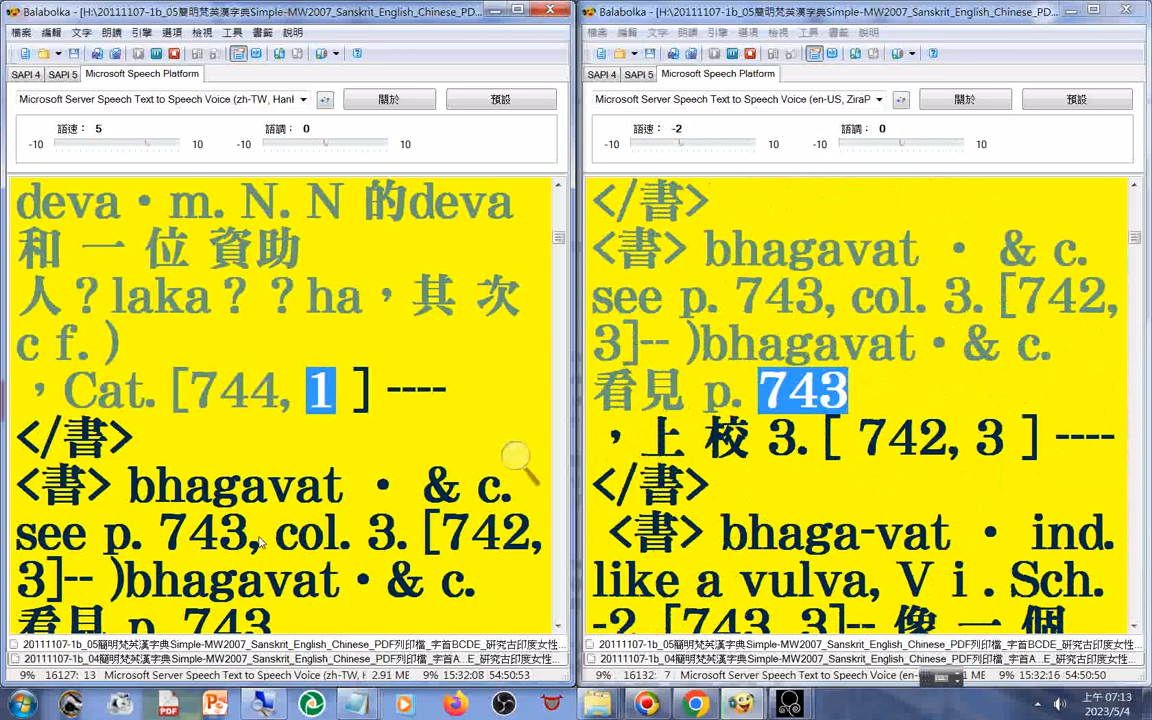 Balabolka - [H:\20111107-1b_05簡明梵英漢字典Simple-MW2007_Sanskrit_English_Chinese_PD...
檔案 編輯 文字 朗讀 引擎 選項 檢視 工具 書籤 說明
SAPI 4 SAPI 5 Microsoft Speech Platform
Microsoft Server Speech Text to Speech Voice (zh-TW, Hanl
關於
預設
語速： 5
語調： 0
-10 10 -10 10
deva‧m. N. N 的deva
和 一 位 資助
人？laka？？ha，其 次
c f. )
，Cat. [744, 1 ] ----
</書>
<書> bhagavat ‧ & c.
see p. 743, col. 3. [742,
3]-- )bhagavat‧& c.
看見 p. 743
20111107-1b_05簡明梵英漢字典Simple-MW2007_Sanskrit_English_Chinese_PDF列印檔_字首BCDE_研究古印度女性...
20111107-1b_04簡明梵英漢字典Simple-MW2007_Sanskrit_English_Chinese_PDF列印檔_字首A...E_研究古印度女性...
9% 16127: 13 Microsoft Server Speech Text to Speech Voice (zh-TW, H 2.91 MB 9% 15:32:08 54:50:53
Balabolka - [H:\20111107-1b_05簡明梵英漢字典Simple-MW2007_Sanskrit_English_Chinese_PD...
檔案 編輯 文字 朗讀 引擎 選項 檢視 工具 書籤 說明
SAPI 4 SAPI 5 Microsoft Speech Platform
Microsoft Server Speech Text to Speech Voice (en-US, ZiraP
關於
預設
語速： -2
語調： 0
-10 10 -10 10
</書>
<書> bhagavat ‧ & c.
see p. 743, col. 3. [742,
3]-- )bhagavat‧& c.
看見 p. 743
，上 校 3. [ 742, 3 ] ----
</書>
<書> bhaga-vat ‧ ind.
like a vulva, V i . Sch.
-2 [743, 3]-- 像 一 個
20111107-1b_05簡明梵英漢字典Simple-MW2007_Sanskrit_English_Chinese_PDF列印檔_字首BCDE_研究古印度女性...
20111107-1b_04簡明梵英漢字典Simple-MW2007_Sanskrit_English_Chinese_PDF列印檔_字首A...E_研究古印度女性...
9% 16132: 7 Microsoft Server Speech Text to Speech Voice (en-US, MB 9% 15:32:16 54:50:50
PDF
上午 07:13
2023/5/4